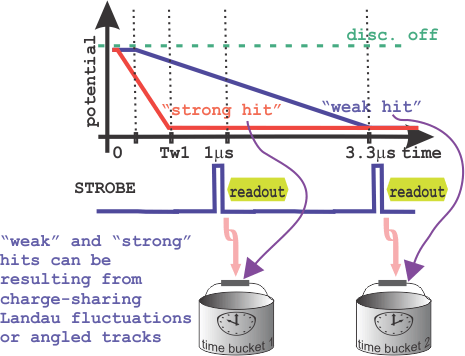 disc. off
potential
"strong hit"
"weak hit"
0
Tw1
1µs
3.3µs
time
STROBE
readout
readout
"weak" and "strong"
hits can be
resulting from
charge-sharing
Landau fluctuations
or angled tracks
time bucket 1
time bucket 2